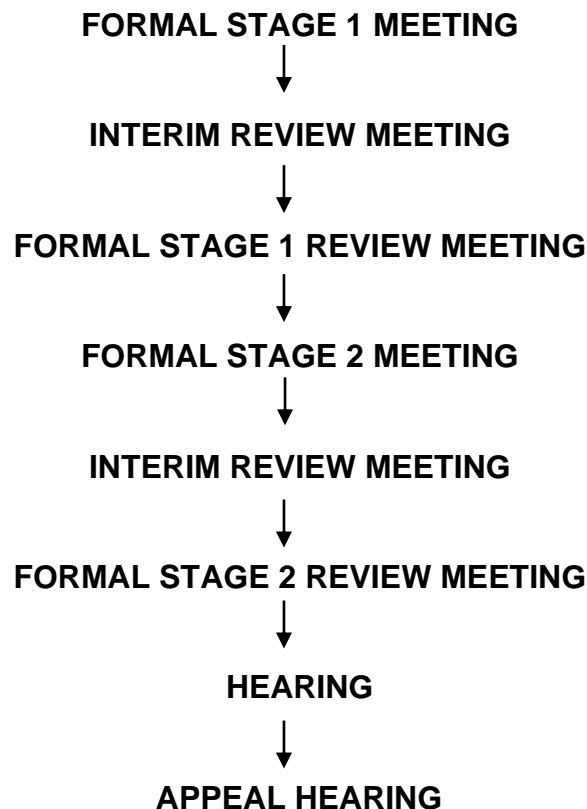 FORMAL STAGE 1 MEETING
INTERIM REVIEW MEETING
FORMAL STAGE 1 REVIEW MEETING
FORMAL STAGE 2 MEETING
INTERIM REVIEW MEETING
FORMAL STAGE 2 REVIEW MEETING
HEARING
APPEAL HEARING